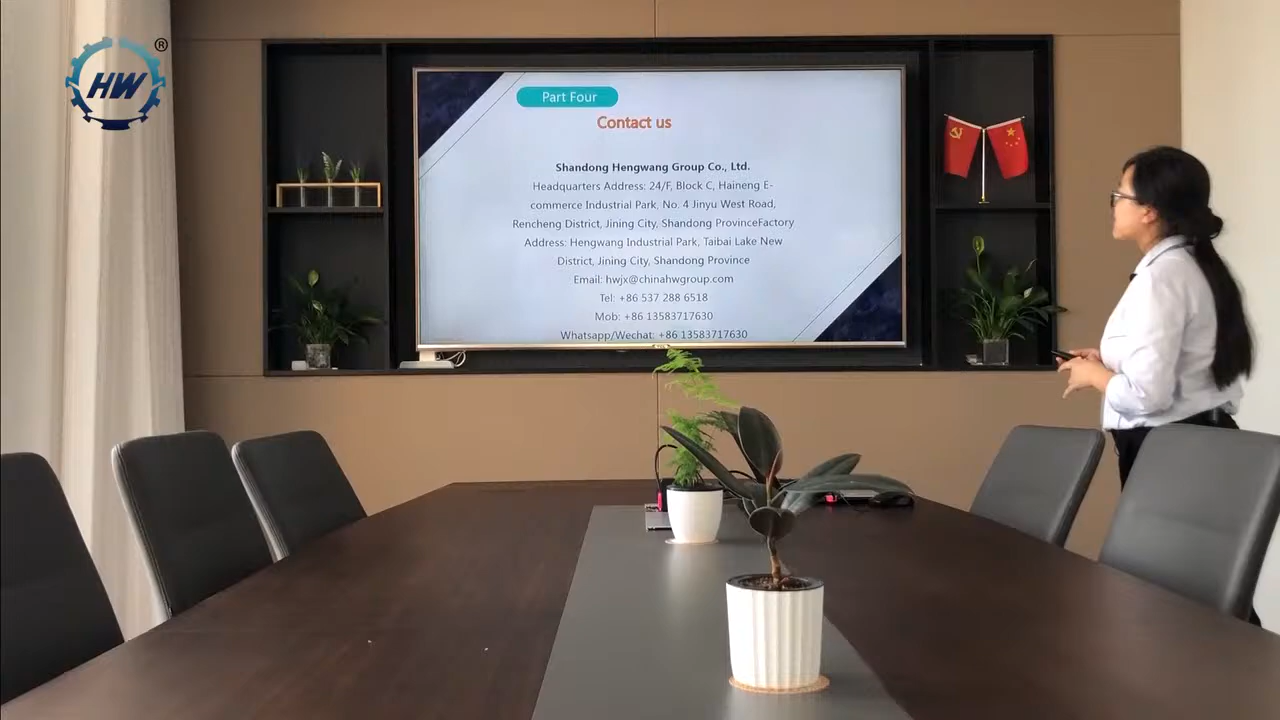 HW®
Part Four
Contact us
Shandong Hengwang Group Co., Ltd.
Headquarters Address: 24/F, Block C, Haineng E-
commerce Industrial Park, No. 4 Jinyu West Road,
Rencheng District, Jining City, Shandong ProvinceFactory
Address: Hengwang Industrial Park, Taibai Lake New
District, Jining City, Shandong Province
Email: hwjx@chinahwgroup.com
Tel: +86 537 288 6518
Mob: +86 13583717630
Whatsapp/Wechat: +86 13583717630